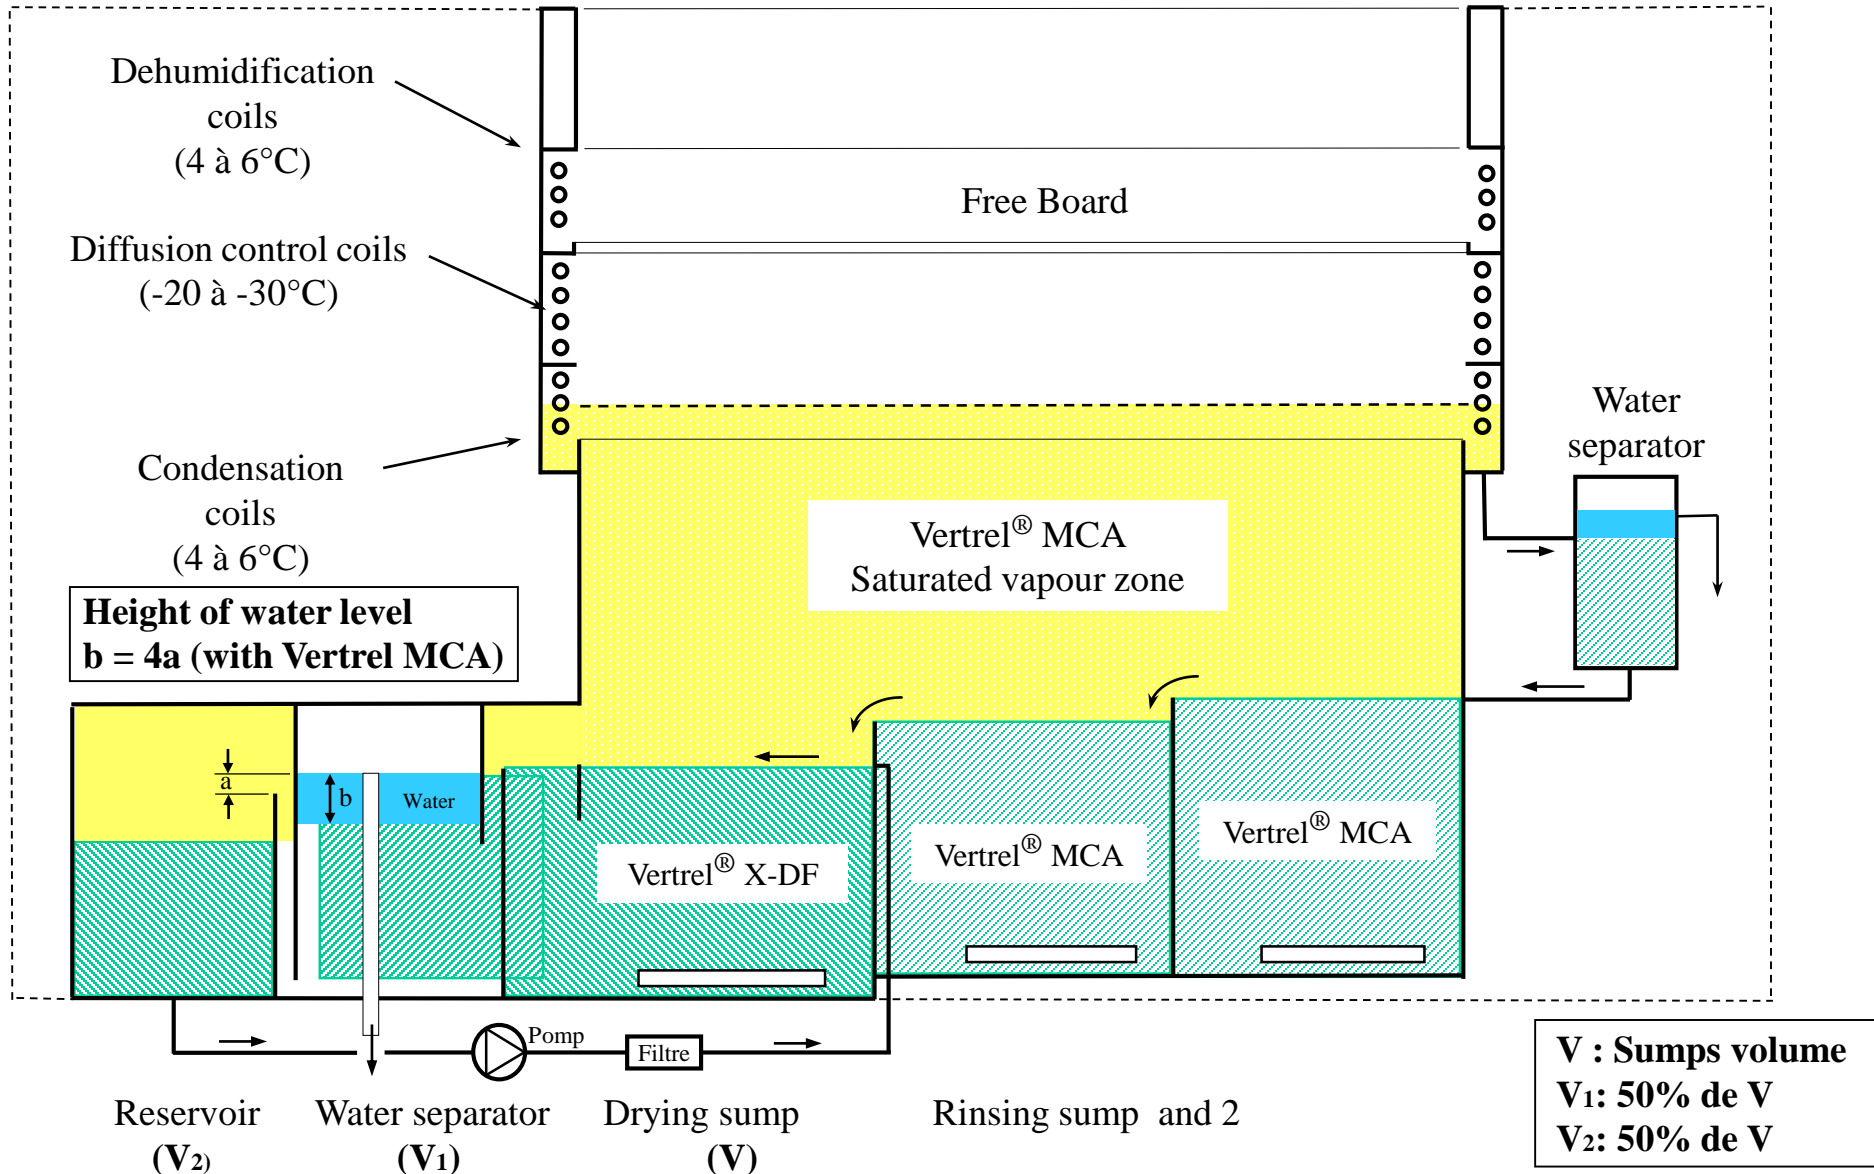 Dehumidification
coils
(4 à 6°C)
Free Board
Diffusion control coils
(-20 à -30°C)
Water
separator
Condensation
coils
(4 à 6°C)
Vertrel® MCA
Saturated vapour zone
Height of water level
b = 4a (with Vertrel MCA)
a
b
Water
Vertrel® X-DF
Vertrel® MCA
Vertrel® MCA
Pomp
Filtre
V : Sumps volume
V1: 50% de V
V2: 50% de V
Reservoir
(V2)
Water separator
(V1)
Drying sump
(V)
Rinsing sump and 2